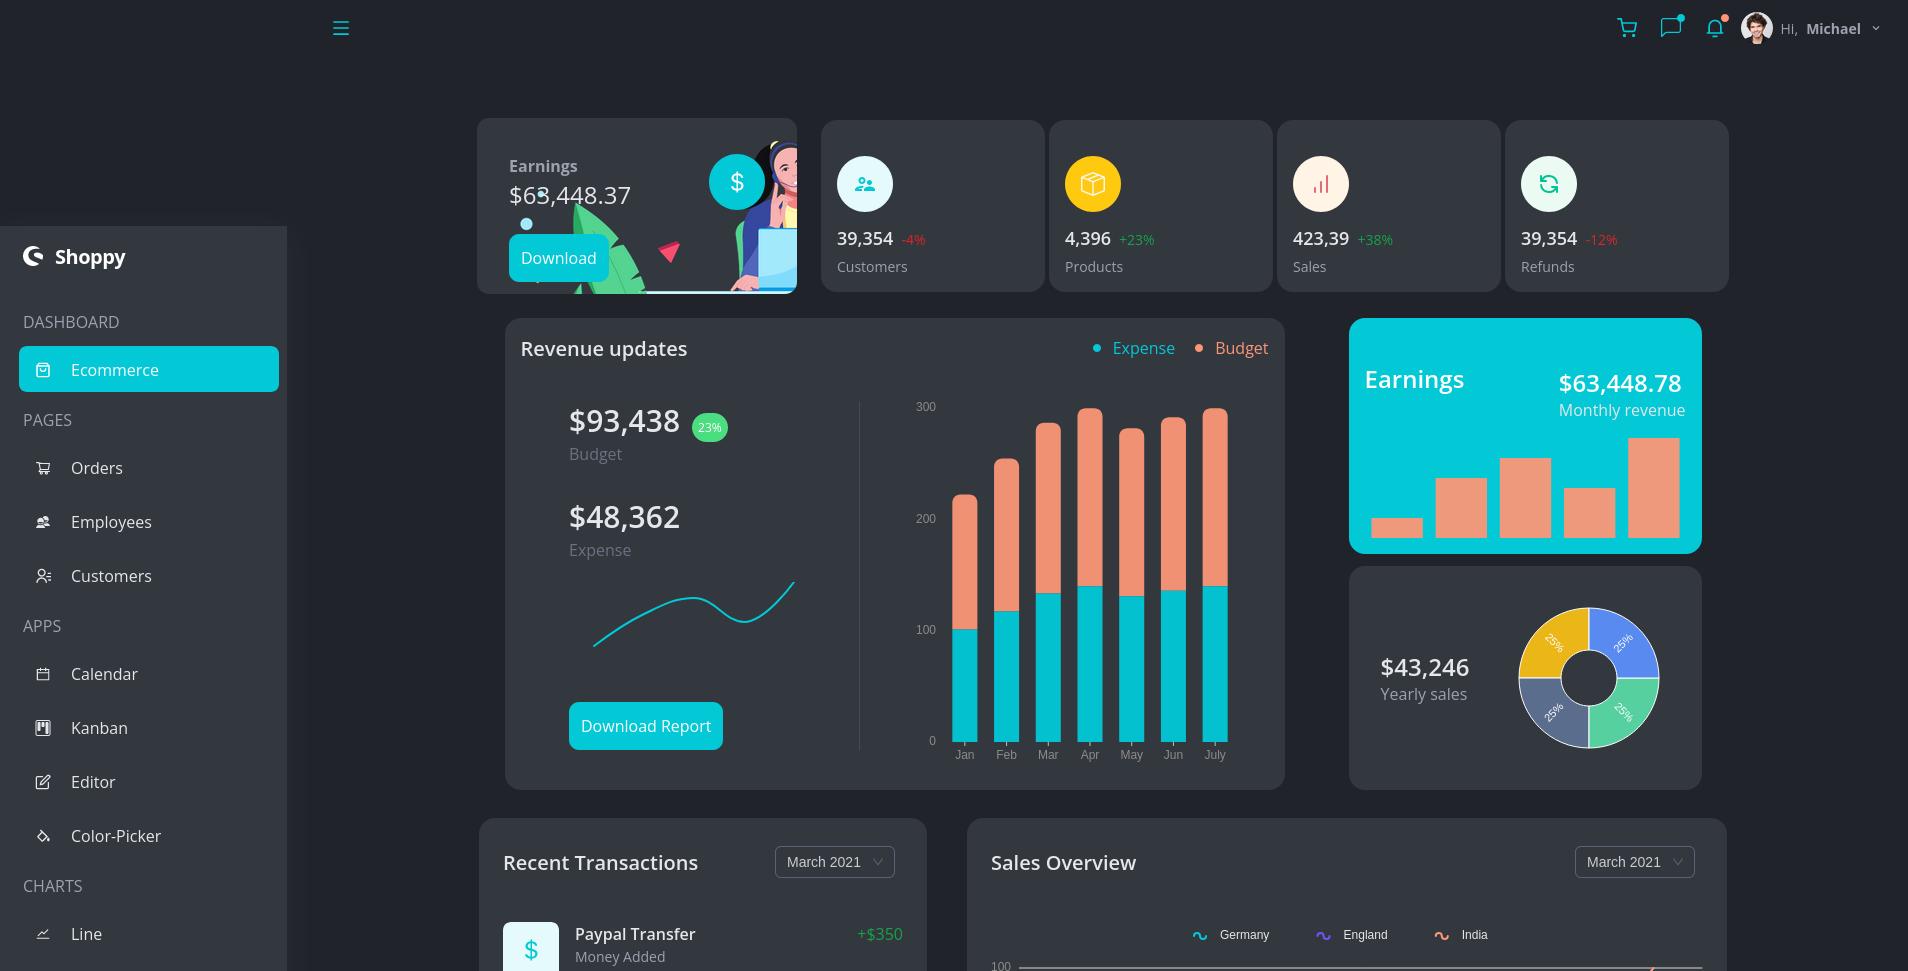 Hi, Michael
Shoppy
DASHBOARD
Ecommerce
PAGES
Orders
Employees
Customers
APPS
Calendar
Kanban
Editor
Color-Picker
CHARTS
Line
Earnings
$63,448.37
Download
$
39,354 -4%
Customers
4,396 +23%
Products
423,39 +38%
Sales
39,354 -12%
Refunds
Revenue updates
Expense
Budget
$93,438 23%
Budget
$48,362
Expense
Download Report
300
200
100
0
Jan Feb Mar Apr May Jun July
Earnings
$63,448.78
Monthly revenue
$43,246
Yearly sales
25%
25%
25%
25%
Recent Transactions
March 2021
$
Paypal Transfer
Money Added
+$350
Sales Overview
March 2021
Germany England India
100